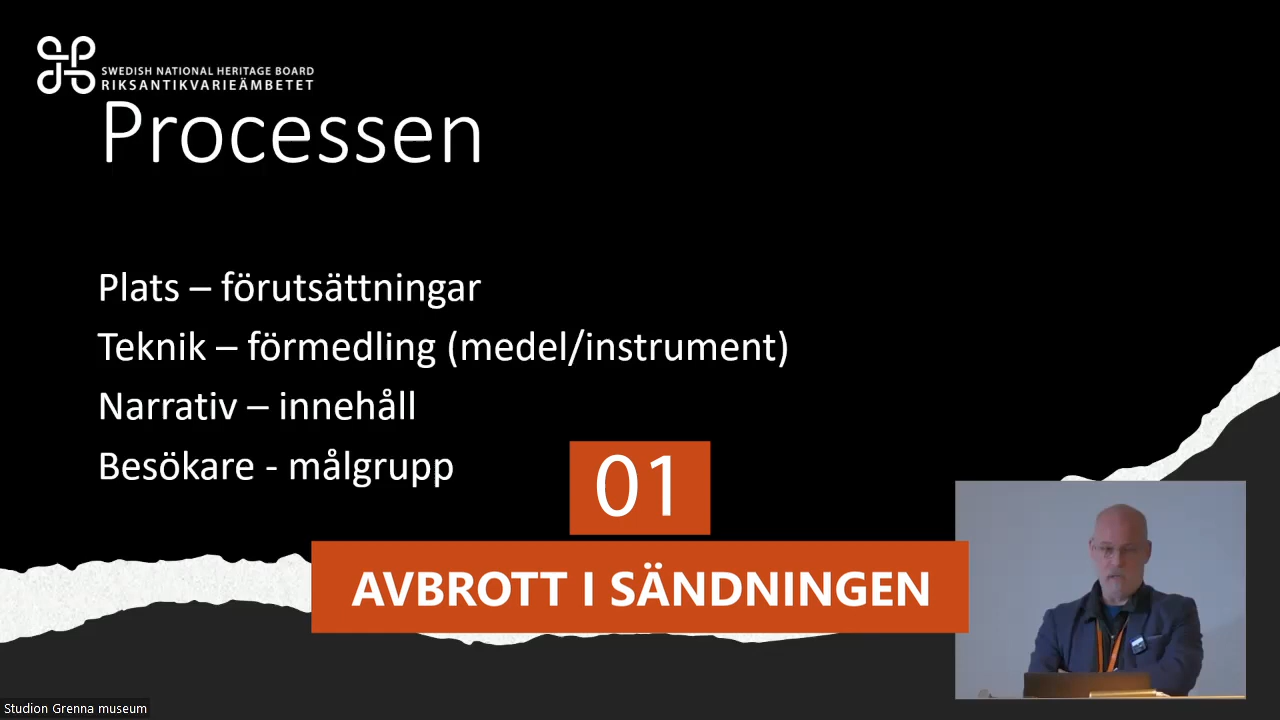 SWEDISH NATIONAL HERITAGE BOARD
RIKSANTIKVARIEÄMBETET
Processen
Plats – förutsättningar
Teknik – förmedling (medel/instrument)
Narrativ – innehåll
Besökare - målgrupp
01
AVBROTT I SÄNDNINGEN
Studion Grenna museum